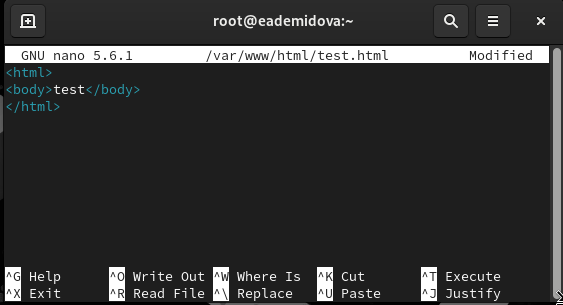 root@eademidova:~
GNU nano 5.6.1 /var/www/html/test.html Modified
<html>
<body>test</body>
</html>
^G Help ^O Write Out ^W Where Is ^K Cut ^T Execute
^X Exit ^R Read File ^\ Replace ^U Paste ^J Justify